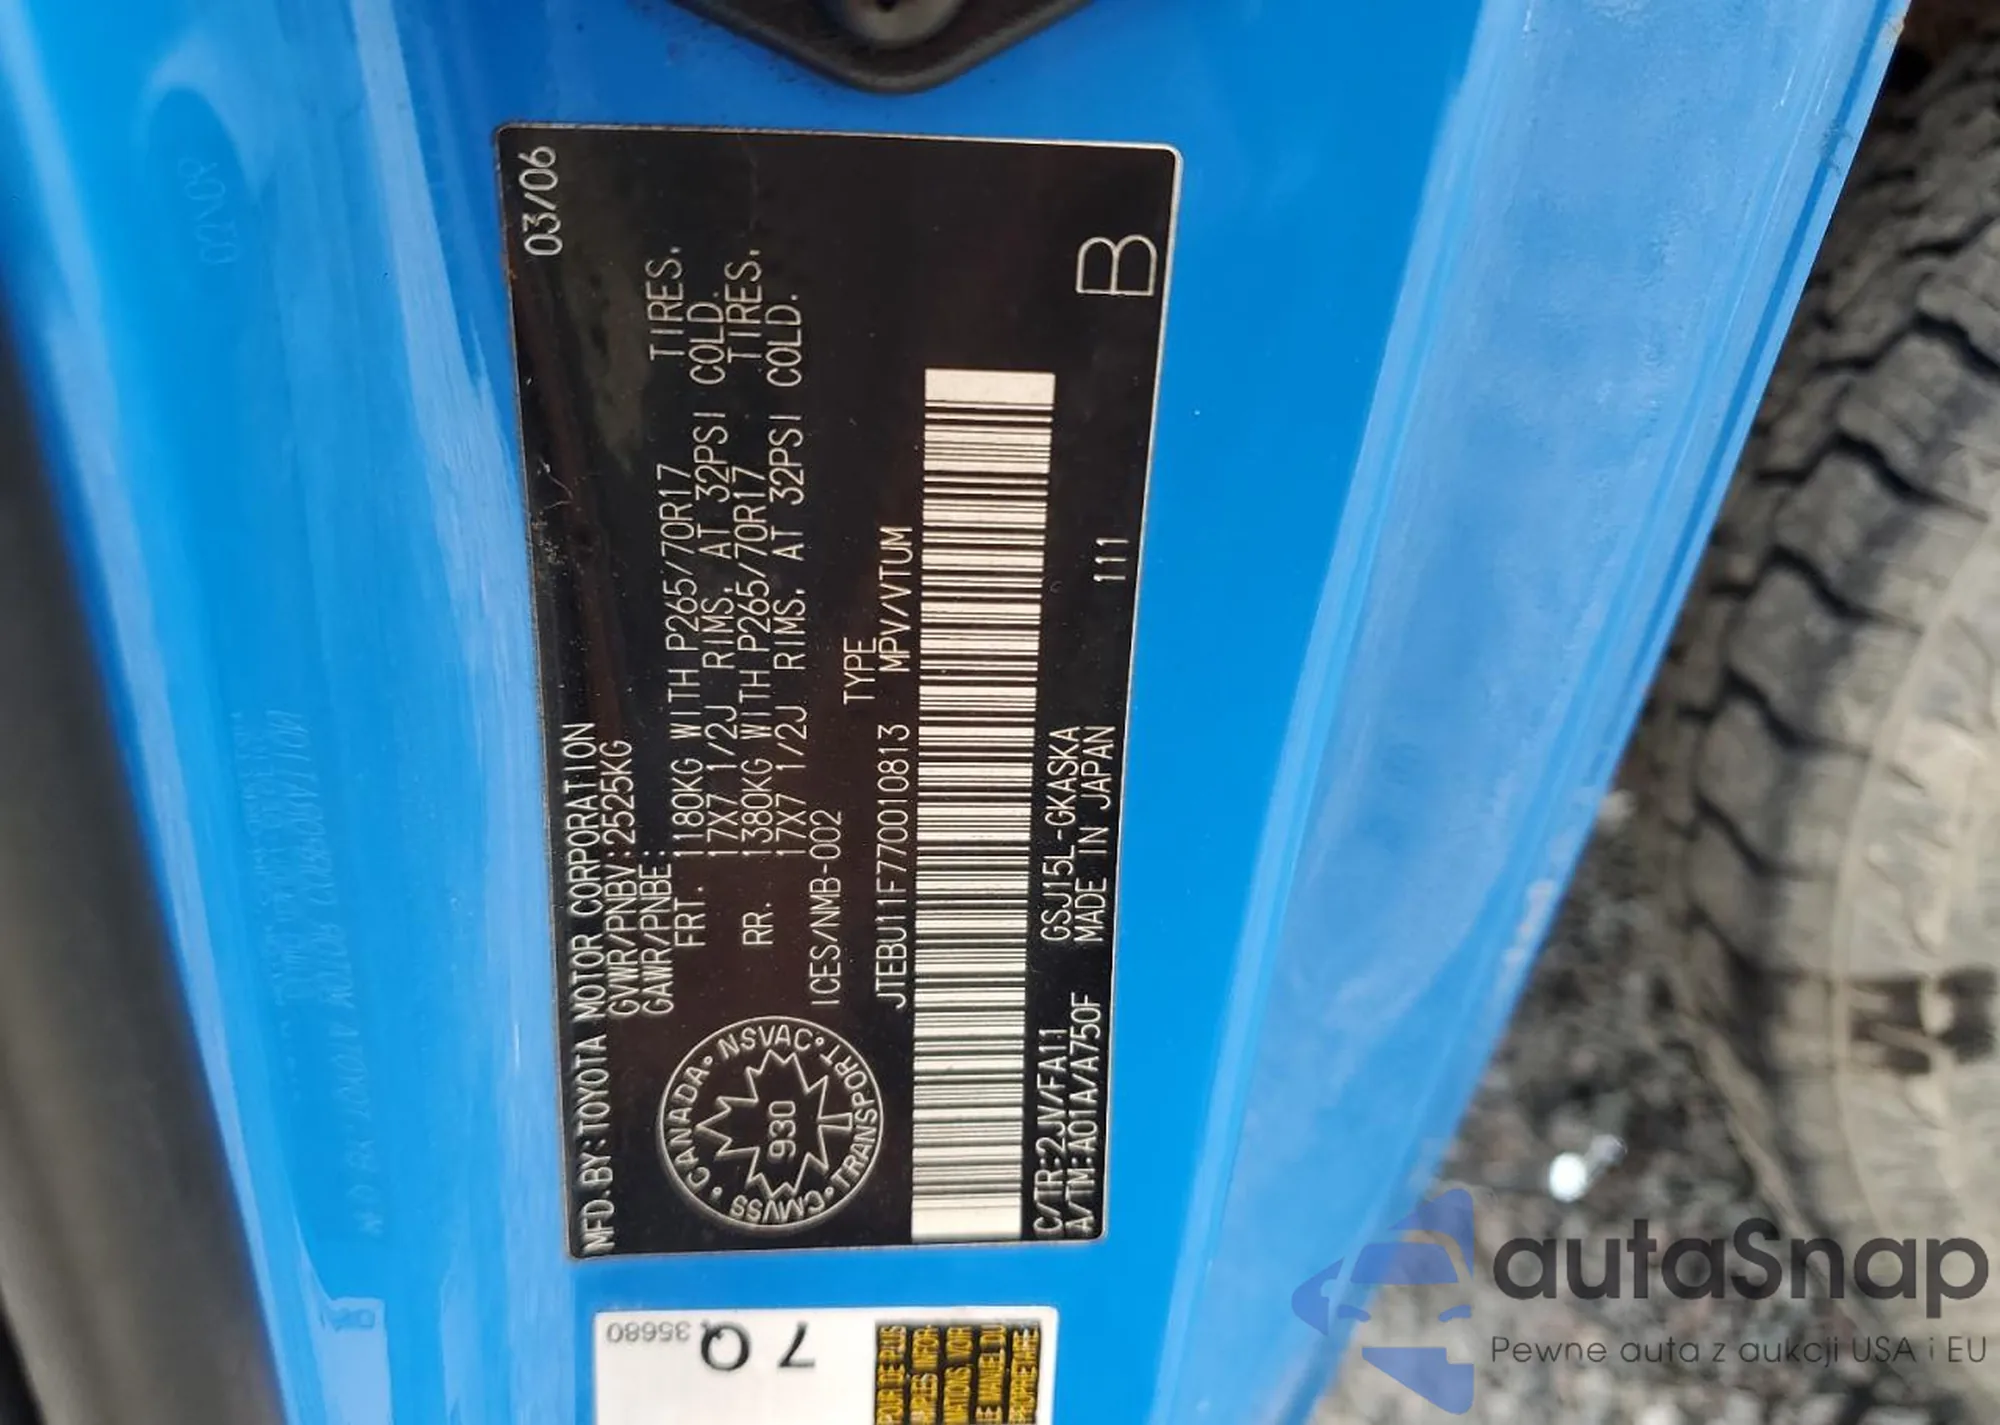 03/06
MFD.BY:TOYOTA MOTOR CORPORATION
GVWR/PNBV:2525KG
GAWR/PNBE:
FRT. 1180KG WITH P265/70R17 TIRES,
17X7 1/2J RIMS, AT 32PSI COLD.
RR. 1380KG WITH P265/70R17 TIRES,
17X7 1/2J RIMS, AT 32PSI COLD.
ICES/NMB-002
TYPE
JTEBU11F770010813 MPV/VTUM
CANADA • NSVAC • TRANSPORT • CMVSS •
930
C/TR:2JV/FA11 GSJ15L-GKASKA
A/TM:A01A/A750F MADE IN JAPAN 111
B
35680
7 Q
autaSnap
Pewne auta z aukcji USA i EU